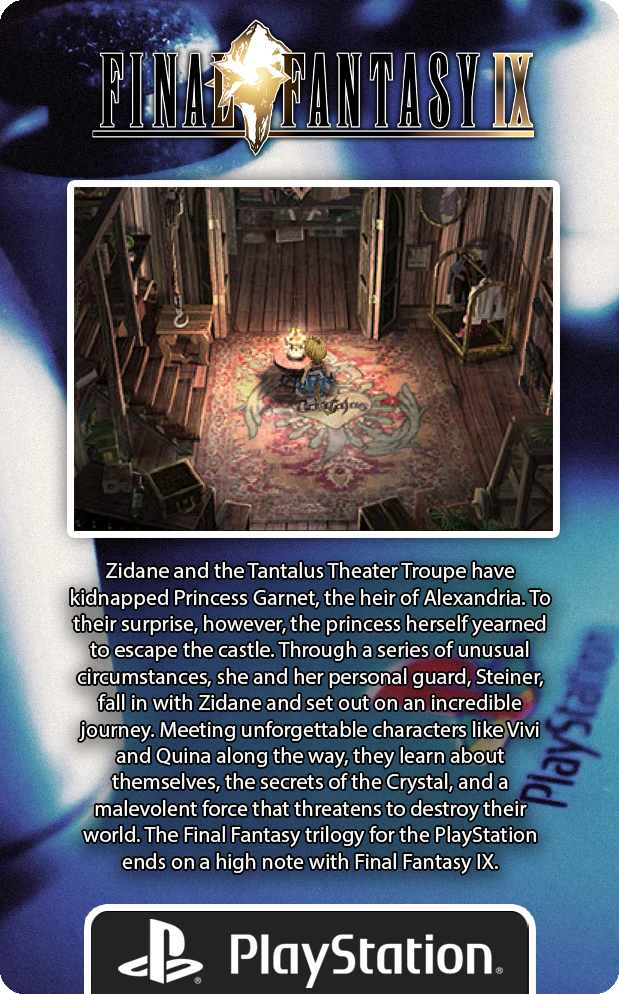 FINAL FANTASY IX
Tantalus
Zidane and the Tantalus Theater Troupe have
kidnapped Princess Garnet, the heir of Alexandria. To
their surprise, however, the princess herself yearned
to escape the castle. Through a series of unusual
circumstances, she and her personal guard, Steiner,
fall in with Zidane and set out on an incredible
journey. Meeting unforgettable characters like Vivi
and Quina along the way, they learn about
themselves, the secrets of the Crystal, and a
malevolent force that threatens to destroy their
world. The Final Fantasy trilogy for the PlayStation
ends on a high note with Final Fantasy IX.
PlayStation
PlayStation®